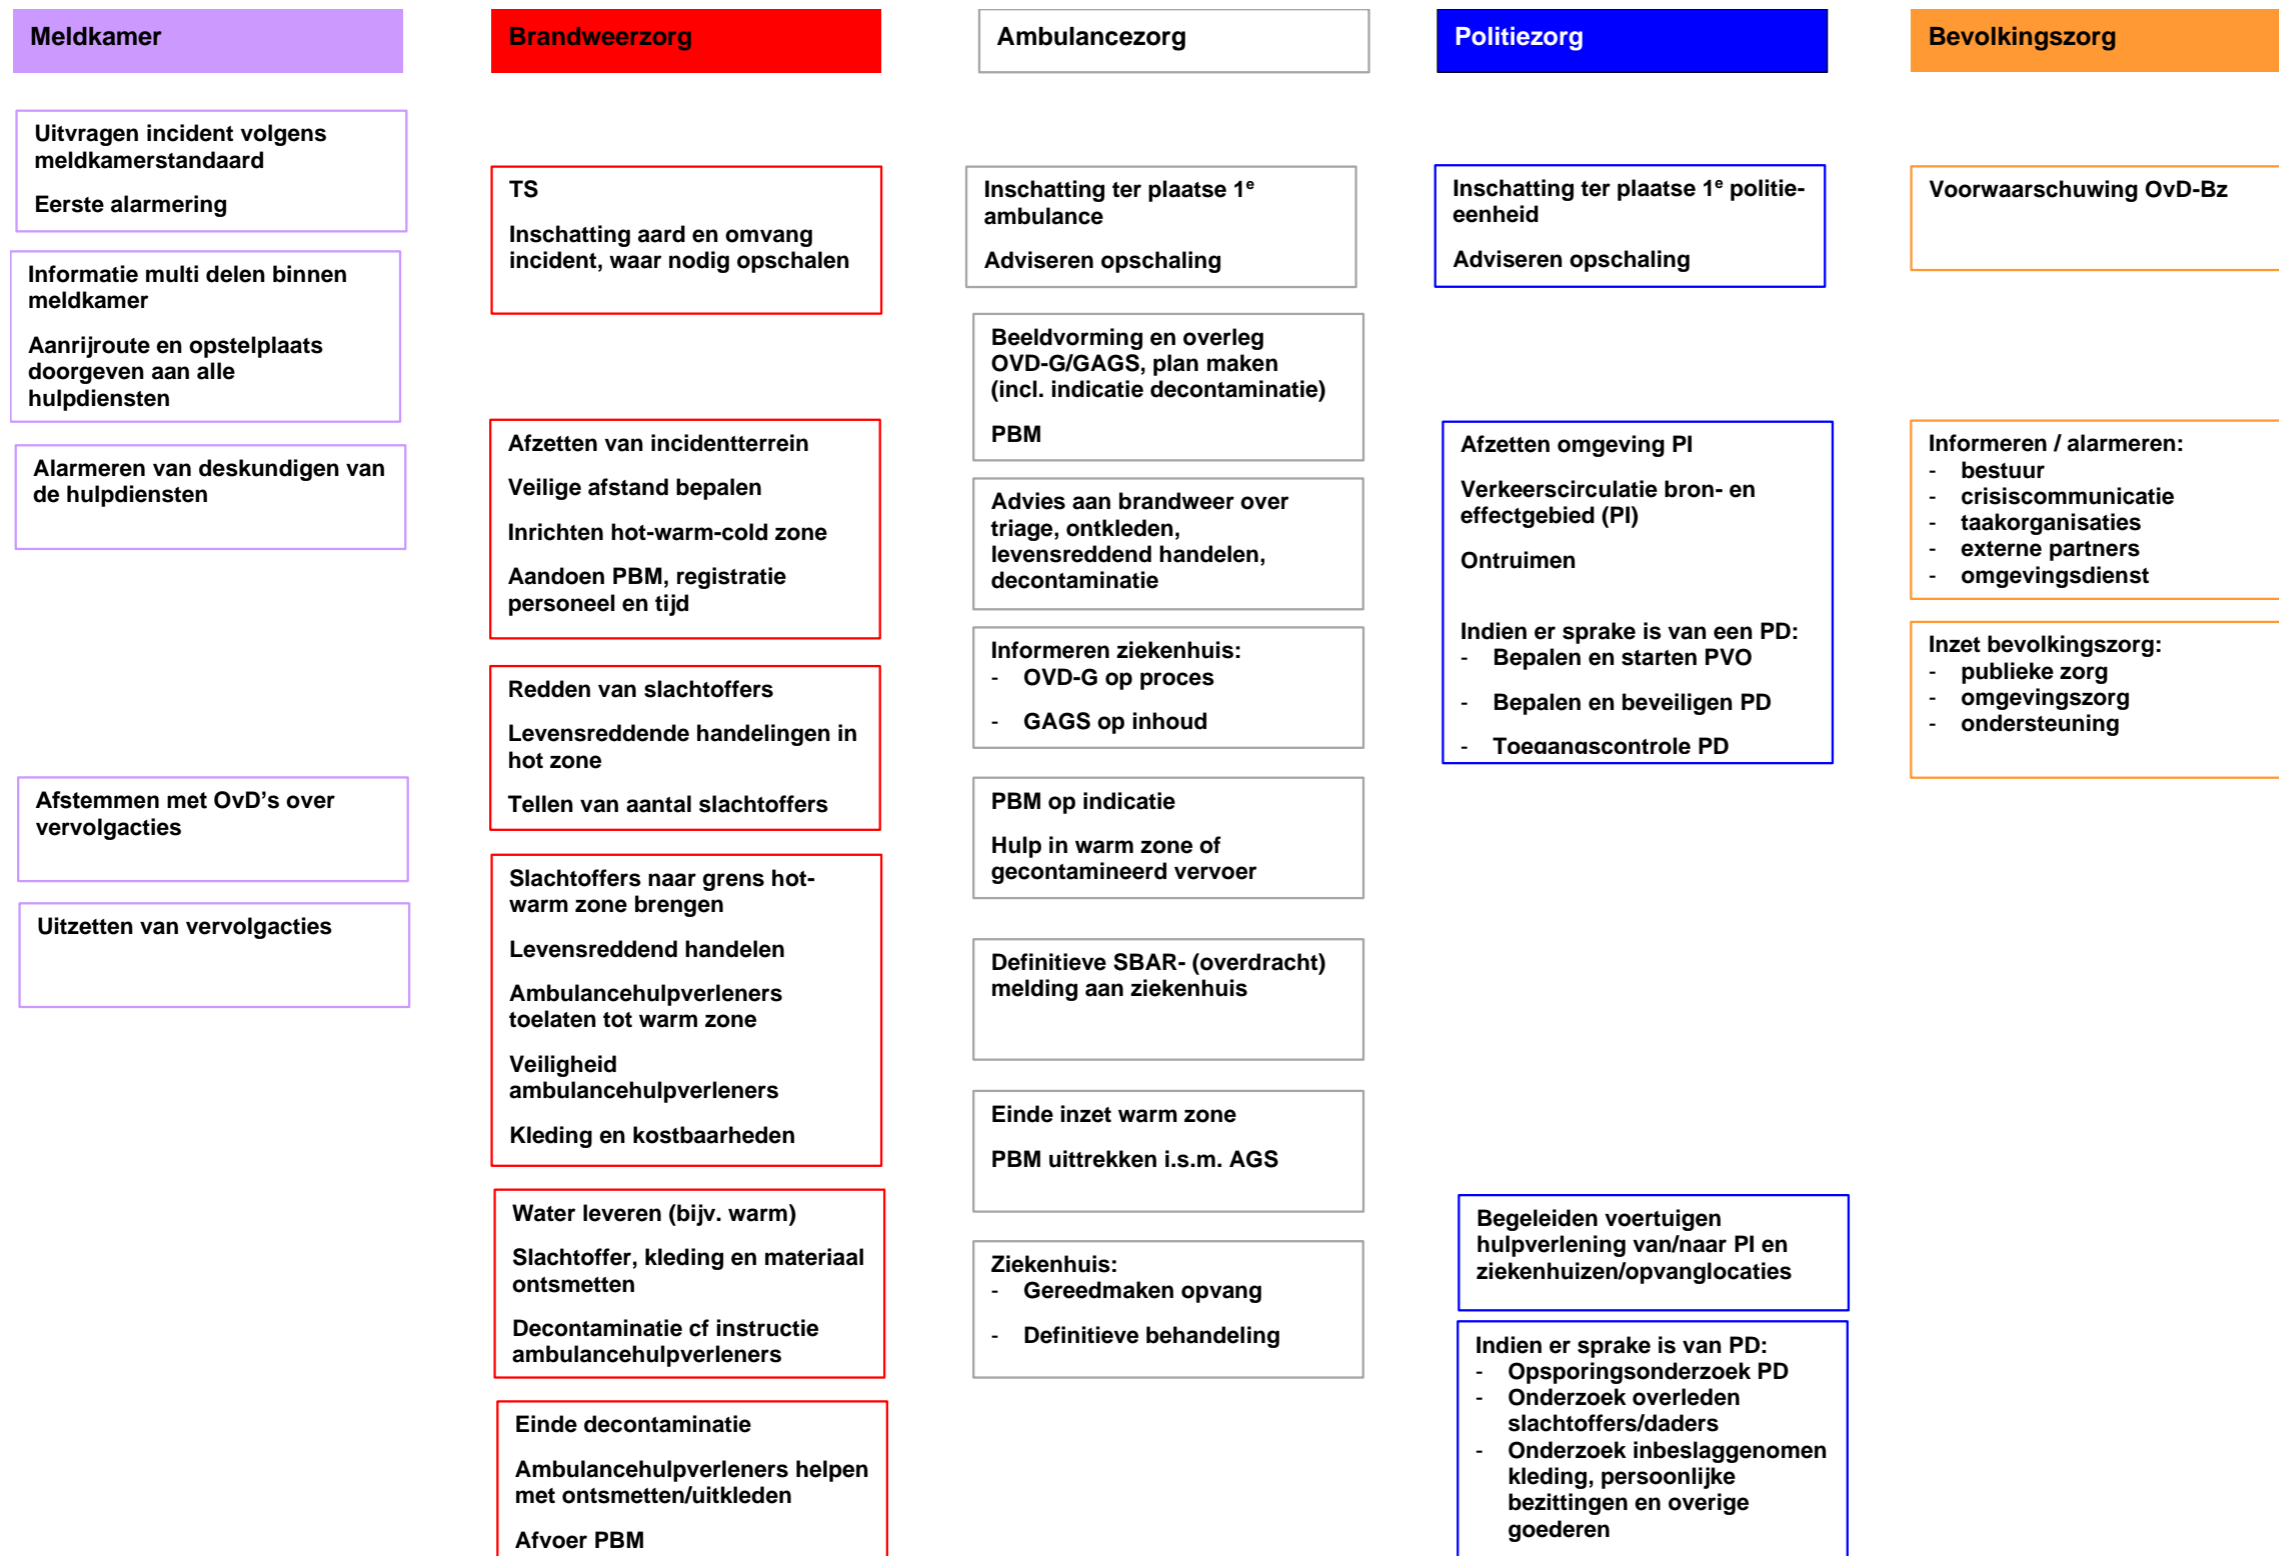 Meldkamer
Uitvragen incident volgens
meldkamerstandaard
Eerste alarmering
Informatie multi delen binnen
meldkamer
Aanrijroute en opstelplaats
doorgeven aan alle
hulpdiensten
Alarmeren van deskundigen van
de hulpdiensten
Afstemmen met OvD’s over
vervolgacties
Uitzetten van vervolgacties
Brandweerzorg
TS
Inschatting aard en omvang
incident, waar nodig opschalen
Afzetten van incidentterrein
Veilige afstand bepalen
Inrichten hot-warm-cold zone
Aandoen PBM, registratie
personeel en tijd
Redden van slachtoffers
Levensreddende handelingen in
hot zone
Tellen van aantal slachtoffers
Slachtoffers naar grens hot-
warm zone brengen
Levensreddend handelen
Ambulancehulpverleners
toelaten tot warm zone
Veiligheid
ambulancehulpverleners
Kleding en kostbaarheden
Water leveren (bijv. warm)
Slachtoffer, kleding en materiaal
ontsmetten
Decontaminatie cf instructie
ambulancehulpverleners
Einde decontaminatie
Ambulancehulpverleners helpen
met ontsmetten/uitkleden
Afvoer PBM
Ambulancezorg
Inschatting ter plaatse 1e
ambulance
Adviseren opschaling
Beeldvorming en overleg
OVD-G/GAGS, plan maken
(incl. indicatie decontaminatie)
PBM
Advies aan brandweer over
triage, ontkleden,
levensreddend handelen,
decontaminatie
Informeren ziekenhuis:
- OVD-G op proces
- GAGS op inhoud
PBM op indicatie
Hulp in warm zone of
gecontamineerd vervoer
Definitieve SBAR- (overdracht)
melding aan ziekenhuis
Einde inzet warm zone
PBM uittrekken i.s.m. AGS
Ziekenhuis:
- Gereedmaken opvang
- Definitieve behandeling
Politiezorg
Inschatting ter plaatse 1e politie-
eenheid
Adviseren opschaling
Afzetten omgeving PI
Verkeerscirculatie bron- en
effectgebied (PI)
Ontruimen
Indien er sprake is van een PD:
- Bepalen en starten PVO
- Bepalen en beveiligen PD
- Toegangscontrole PD
Begeleiden voertuigen
hulpverlening van/naar PI en
ziekenhuizen/opvanglocaties
Indien er sprake is van PD:
- Opsporingsonderzoek PD
- Onderzoek overleden
slachtoffers/daders
- Onderzoek inbeslaggenomen
kleding, persoonlijke
bezittingen en overige
goederen
Bevolkingszorg
Voorwaarschuwing OvD-Bz
Informeren / alarmeren:
- bestuur
- crisiscommunicatie
- taakorganisaties
- externe partners
- omgevingsdienst
Inzet bevolkingszorg:
- publieke zorg
- omgevingszorg
- ondersteuning